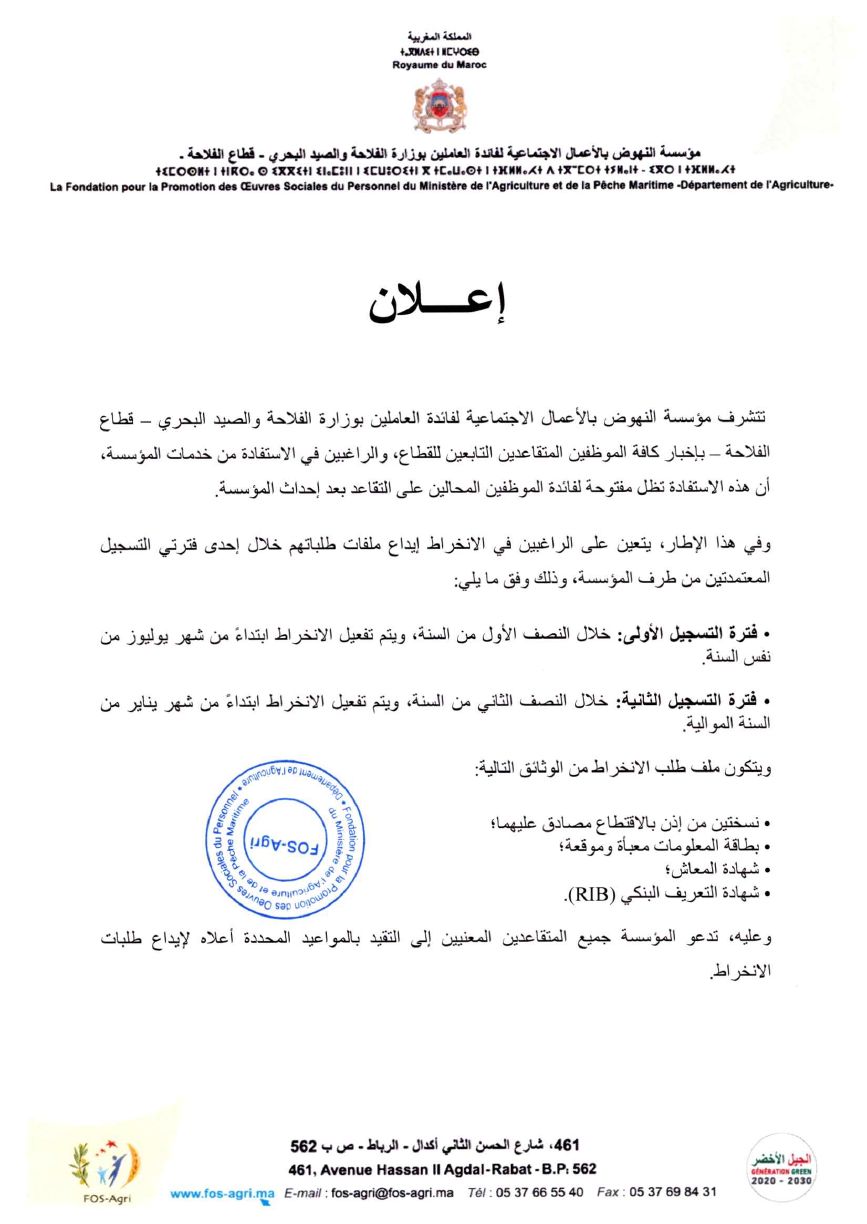 المملكة المغربية
ⵜⴰⴳⵍⴷⵉⵜ ⵏ ⵍⵎⵖⵔⵉⴱ
Royaume du Maroc
مؤسسة النهوض بالأعمال الاجتماعية لفائدة العاملين بوزارة الفلاحة والصيد البحري - قطاع الفلاحة -
La Fondation pour la Promotion des Œuvres Sociales du Personnel du Ministère de l'Agriculture et de la Pêche Maritime -Département de l'Agriculture-
إعـــلان
تتشرف مؤسسة النهوض بالأعمال الاجتماعية لفائدة العاملين بوزارة الفلاحة والصيد البحري – قطاع
الفلاحة – بإخبار كافة الموظفين المتقاعدين التابعين للقطاع، والراغبين في الاستفادة من خدمات المؤسسة،
أن هذه الاستفادة تظل مفتوحة لفائدة الموظفين المحالين على التقاعد بعد إحداث المؤسسة.
وفي هذا الإطار، يتعين على الراغبين في الانخراط إيداع ملفات طلباتهم خلال إحدى فترتي التسجيل
المعتمدتين من طرف المؤسسة، وذلك وفق ما يلي:
• فترة التسجيل الأولى: خلال النصف الأول من السنة، ويتم تفعيل الانخراط ابتداءً من شهر يوليوز من
نفس السنة.
• فترة التسجيل الثانية: خلال النصف الثاني من السنة، ويتم تفعيل الانخراط ابتداءً من شهر يناير من
السنة الموالية.
ويتكون ملف طلب الانخراط من الوثائق التالية:
• نسختين من إذن بالاقتطاع مصادق عليهما؛
• بطاقة المعلومات معبأة وموقعة؛
• شهادة المعاش؛
• شهادة التعريف البنكي (RIB).
Fondation pour la Promotion des Oeuvres Sociales du Personnel • Département de l'Agriculture •
du Ministère de l'Agriculture et de la Pêche Maritime
FOS-Agri
وعليه، تدعو المؤسسة جميع المتقاعدين المعنيين إلى التقيد بالمواعيد المحددة أعلاه لإيداع طلبات
الانخراط.
461، شارع الحسن الثاني أكدال - الرباط - ص ب 562
461, Avenue Hassan II Agdal-Rabat - B.P: 562
www.fos-agri.ma E-mail : fos-agri@fos-agri.ma Tél : 05 37 66 55 40 Fax : 05 37 69 84 31
FOS-Agri
الجيل الأخضر
GÉNÉRATION GREEN
2020 - 2030